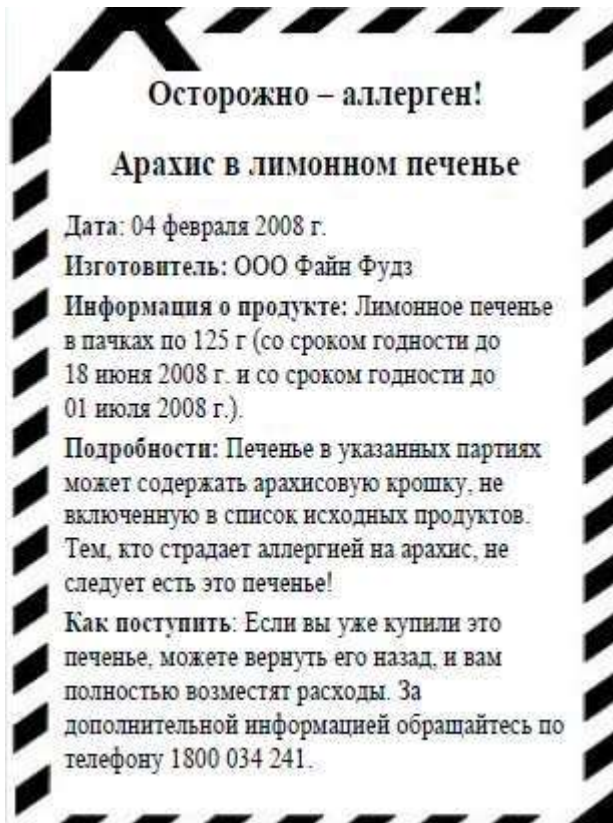 Осторожно – аллерген!
Арахис в лимонном печенье
Дата: 04 февраля 2008 г.
Изготовитель: ООО Файн Фудз
Информация о продукте: Лимонное печенье
в пачках по 125 г (со сроком годности до
18 июня 2008 г. и со сроком годности до
01 июля 2008 г.).
Подробности: Печенье в указанных партиях
может содержать арахисовую крошку, не
включенную в список исходных продуктов.
Тем, кто страдает аллергией на арахис, не
следует есть это печенье!
Как поступить: Если вы уже купили это
печенье, можете вернуть его назад, и вам
полностью возместят расходы. За
дополнительной информацией обращайтесь по
телефону 1800 034 241.